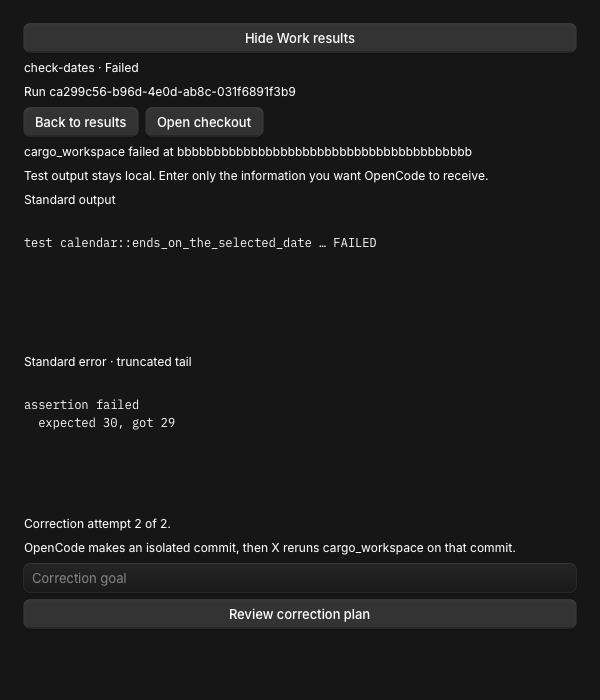 Hide Work results
check-dates · Failed
Run ca299c56-b96d-4e0d-ab8c-031f6891f3b9
Back to results
Open checkout
cargo_workspace failed at bbbbbbbbbbbbbbbbbbbbbbbbbbbbbbbbbbbbbbbb
Test output stays local. Enter only the information you want OpenCode to receive.
Standard output
test calendar::ends_on_the_selected_date … FAILED
Standard error · truncated tail
assertion failed
  expected 30, got 29
Correction attempt 2 of 2.
OpenCode makes an isolated commit, then X reruns cargo_workspace on that commit.
Correction goal
Review correction plan